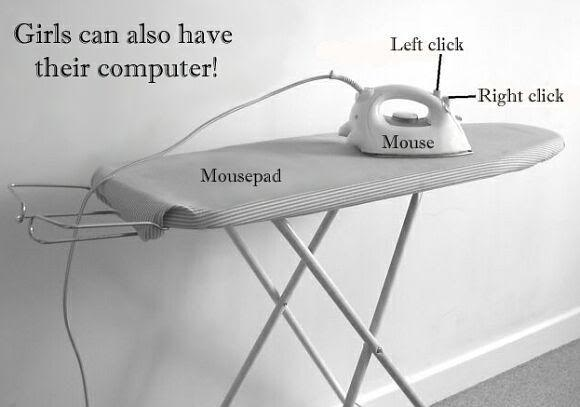 Girls can also have
their computer!
Left click
Right click
Mouse
Mousepad